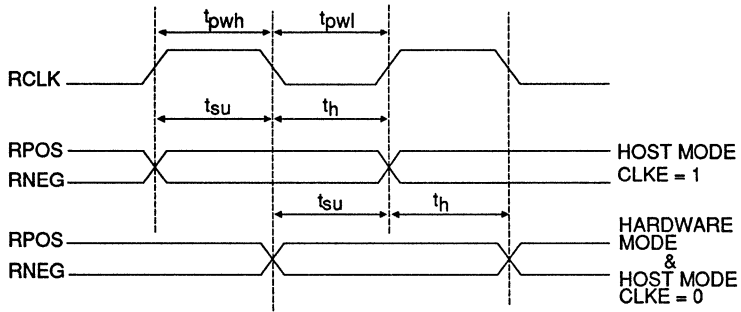 tpwh tpwl
RCLK
tsu th
RPOS
RNEG
HOST MODE
CLKE = 1
tsu th
RPOS
RNEG
HARDWARE
MODE
&
HOST MODE
CLKE = 0